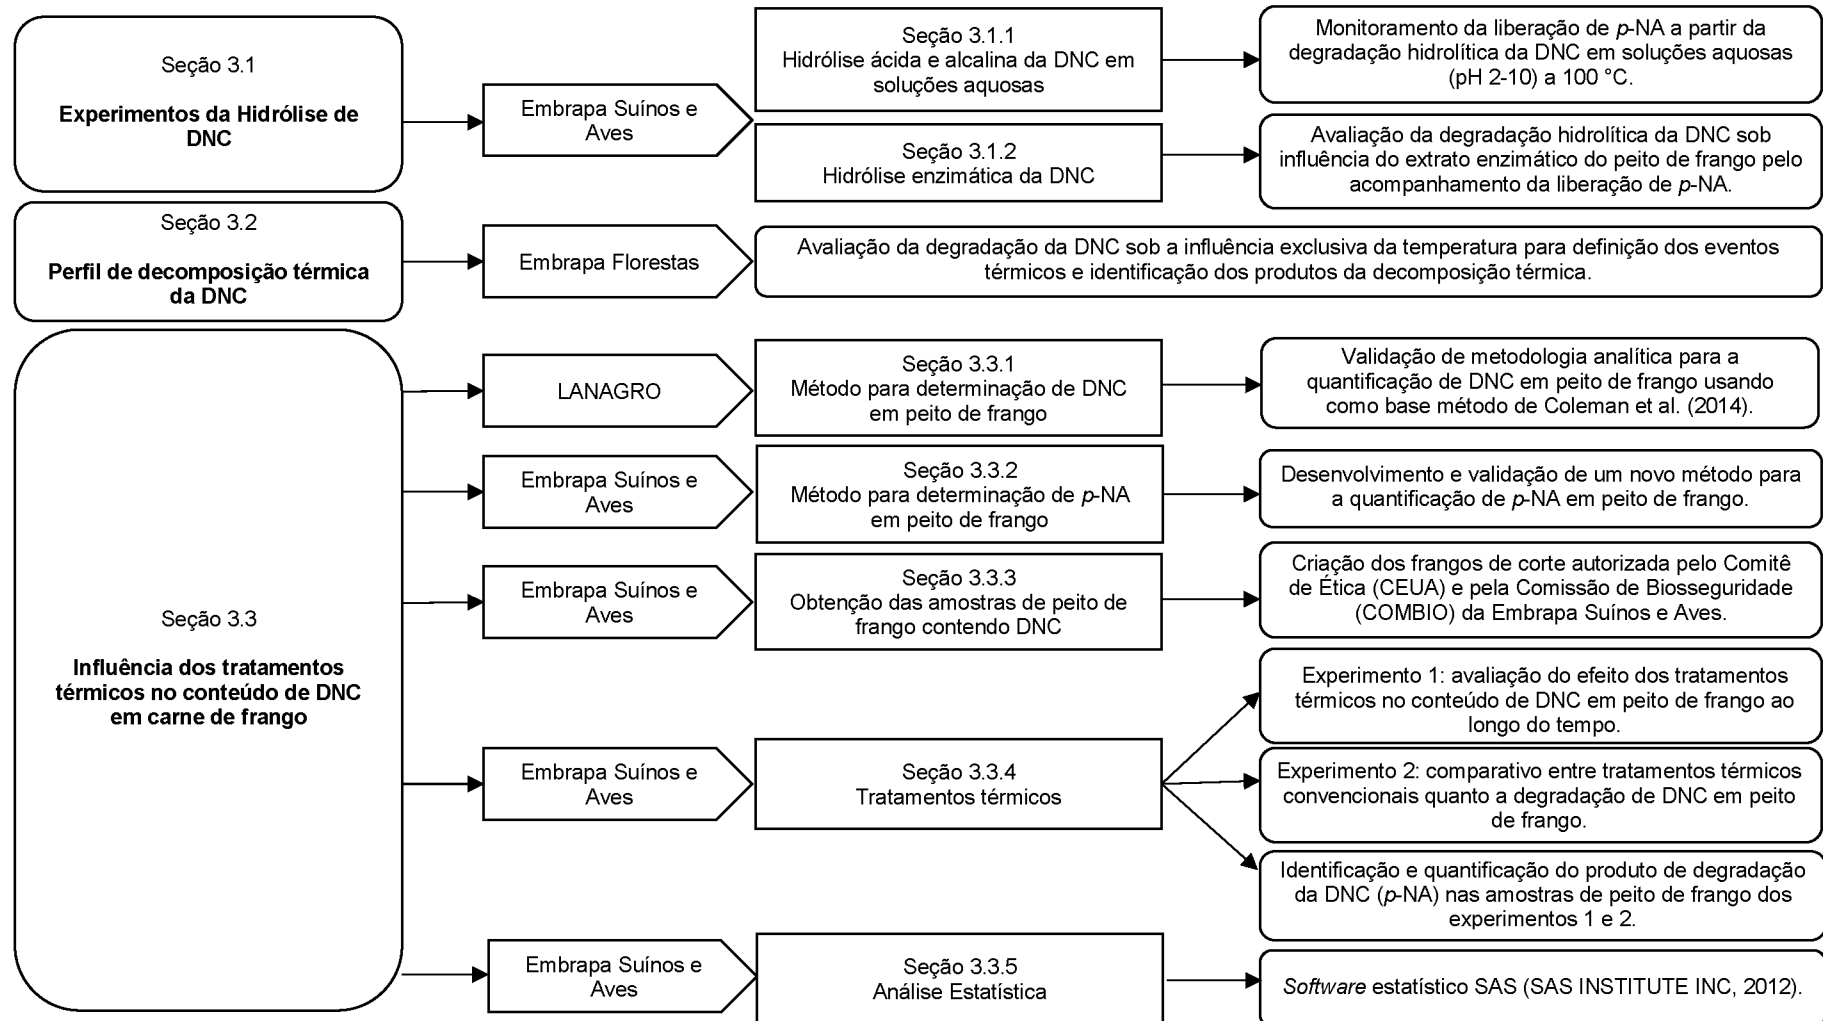 Seção 3.1
Experimentos da Hidrólise de
DNC
Embrapa Suínos e
Aves
Seção 3.1.1
Hidrólise ácida e alcalina da DNC em
soluções aquosas
Monitoramento da liberação de p-NA a partir da
degradação hidrolítica da DNC em soluções aquosas
(pH 2-10) a 100 °C.
Seção 3.1.2
Hidrólise enzimática da DNC
Avaliação da degradação hidrolítica da DNC sob
influência do extrato enzimático do peito de frango pelo
acompanhamento da liberação de p-NA.
Seção 3.2
Perfil de decomposição térmica
da DNC
Embrapa Florestas
Avaliação da degradação da DNC sob a influência exclusiva da temperatura para definição dos eventos
térmicos e identificação dos produtos da decomposição térmica.
Seção 3.3
Influência dos tratamentos
térmicos no conteúdo de DNC
em carne de frango
LANAGRO
Seção 3.3.1
Método para determinação de DNC
em peito de frango
Validação de metodologia analítica para a
quantificação de DNC em peito de frango usando
como base método de Coleman et al. (2014).
Embrapa Suínos e
Aves
Seção 3.3.2
Método para determinação de p-NA
em peito de frango
Desenvolvimento e validação de um novo método para
a quantificação de p-NA em peito de frango.
Embrapa Suínos e
Aves
Seção 3.3.3
Obtenção das amostras de peito de
frango contendo DNC
Criação dos frangos de corte autorizada pelo Comitê
de Ética (CEUA) e pela Comissão de Biosseguridade
(COMBIO) da Embrapa Suínos e Aves.
Embrapa Suínos e
Aves
Seção 3.3.4
Tratamentos térmicos
Experimento 1: avaliação do efeito dos tratamentos
térmicos no conteúdo de DNC em peito de frango ao
longo do tempo.
Experimento 2: comparativo entre tratamentos térmicos
convencionais quanto a degradação de DNC em peito
de frango.
Identificação e quantificação do produto de degradação
da DNC (p-NA) nas amostras de peito de frango dos
experimentos 1 e 2.
Embrapa Suínos e
Aves
Seção 3.3.5
Análise Estatística
Software estatístico SAS (SAS INSTITUTE INC, 2012).